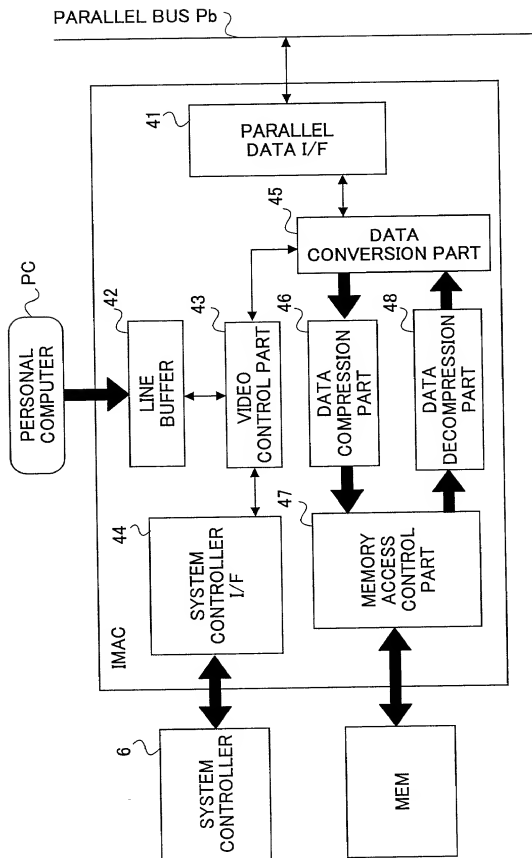 PARALLEL BUS Pb
41
PARALLEL
DATA I/F
45
DATA
CONVERSION PART
PC
PERSONAL
COMPUTER
42
LINE
BUFFER
43
VIDEO
CONTROL PART
46
DATA
COMPRESSION
PART
48
DATA
DECOMPRESSION
PART
44
SYSTEM
CONTROLLER
I/F
47
MEMORY
ACCESS
CONTROL
PART
IMAC
6
SYSTEM
CONTROLLER
MEM